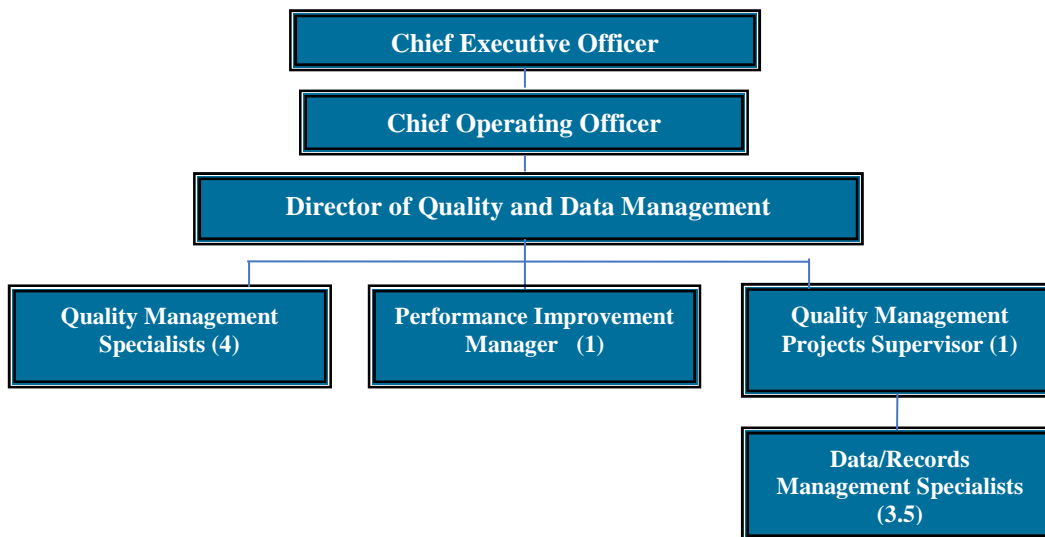 Chief Executive Officer
Chief Operating Officer
Director of Quality and Data Management
Quality Management
Specialists (4)
Performance Improvement
Manager (1)
Quality Management
Projects Supervisor (1)
Data/Records
Management Specialists
(3.5)